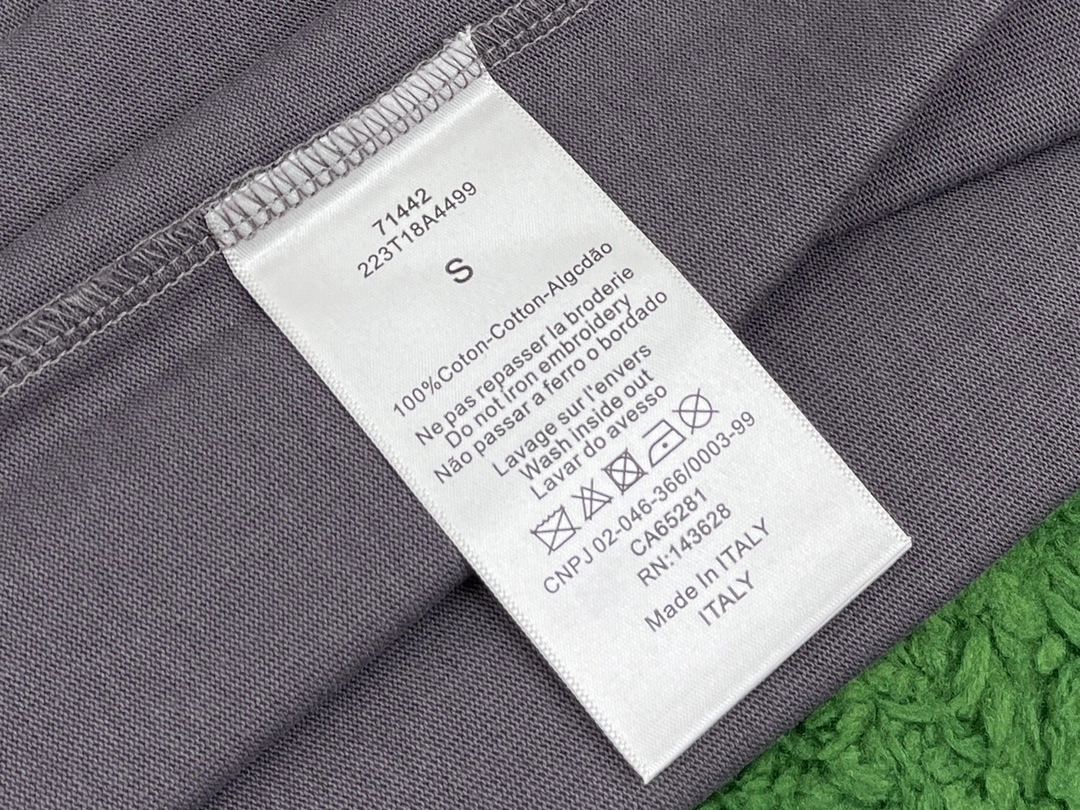 71442
223T18A4499
S
100%Coton-Cotton-Algcdão
Ne pas repasser la broderie
Do not iron embroidery
Não passar a ferro o bordado
Lavage sur l'envers
Wash inside out
Lavar do avesso
CNPJ 02-046-366/0003-99
CA65281
RN:143628
Made In ITALY
ITALY